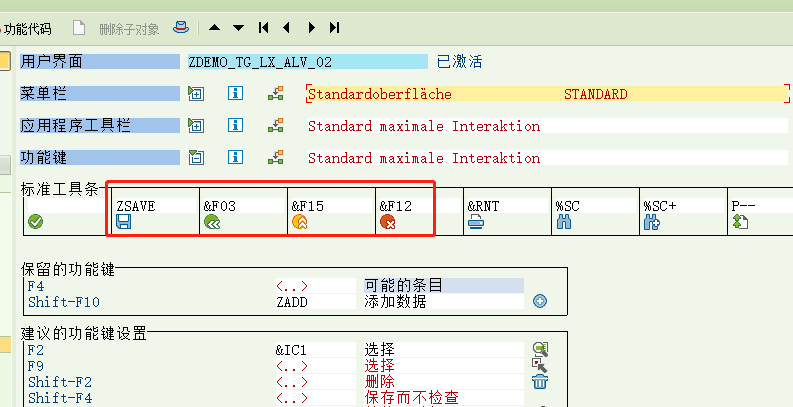 功能代码 删除子对象
用户界面 ZDEMO_TG_LX_ALV_02 已激活
菜单栏 Standardoberfläche STANDARD
应用程序工具栏 Standard maximale Interaktion
功能键 Standard maximale Interaktion
标准工具条
ZSAVE &F03 &F15 &F12 &RNT %SC %SC+ P--
保留的功能键
F4 <..> 可能的条目
Shift-F10 ZADD 添加数据
建议的功能键设置
F2 &IC1 选择
F9 <..> 选择
Shift-F2 <..> 删除
Shift-F4 <..> 保存而不检查